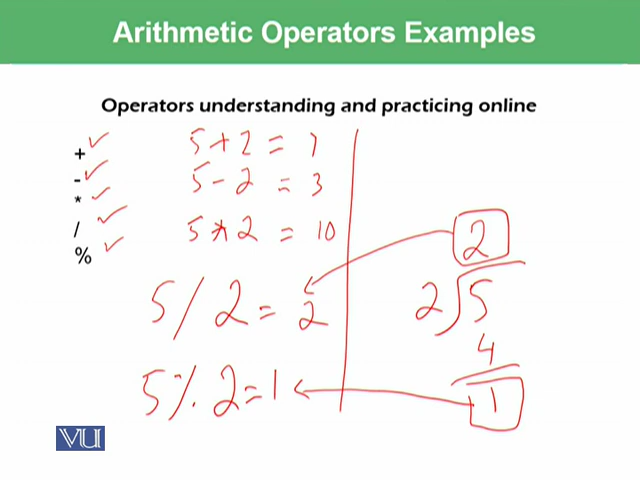 Arithmetic Operators Examples
Operators understanding and practicing online
+
-
*
/
%
5 + 2 = 7
5 - 2 = 3
5 * 2 = 10
5 / 2 = 2
5 % 2 = 1
2
2 5
4
1
VU